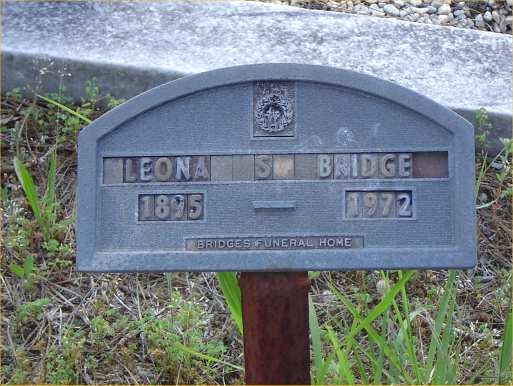 LEONA S BRIDGE
1895 – 1972
BRIDGES FUNERAL HOME